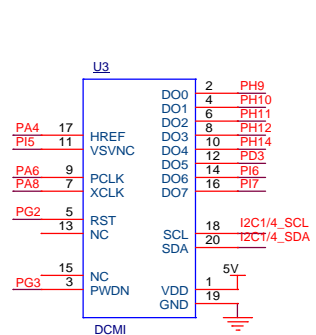 U3
DO0 2 PH9
DO1 4 PH10
DO2 6 PH11
PA4 17 HREF DO3 8 PH12
PI5 11 VSVNC DO4 10 PH14
DO5 12 PD3
PA6 9 PCLK DO6 14 PI6
PA8 7 XCLK DO7 16 PI7
PG2 5 RST
13 NC SCL 18 I2C1/4_SCL
SDA 20 I2C1/4_SDA
15 NC 5V
PG3 3 PWDN VDD 1
GND 19
DCMI